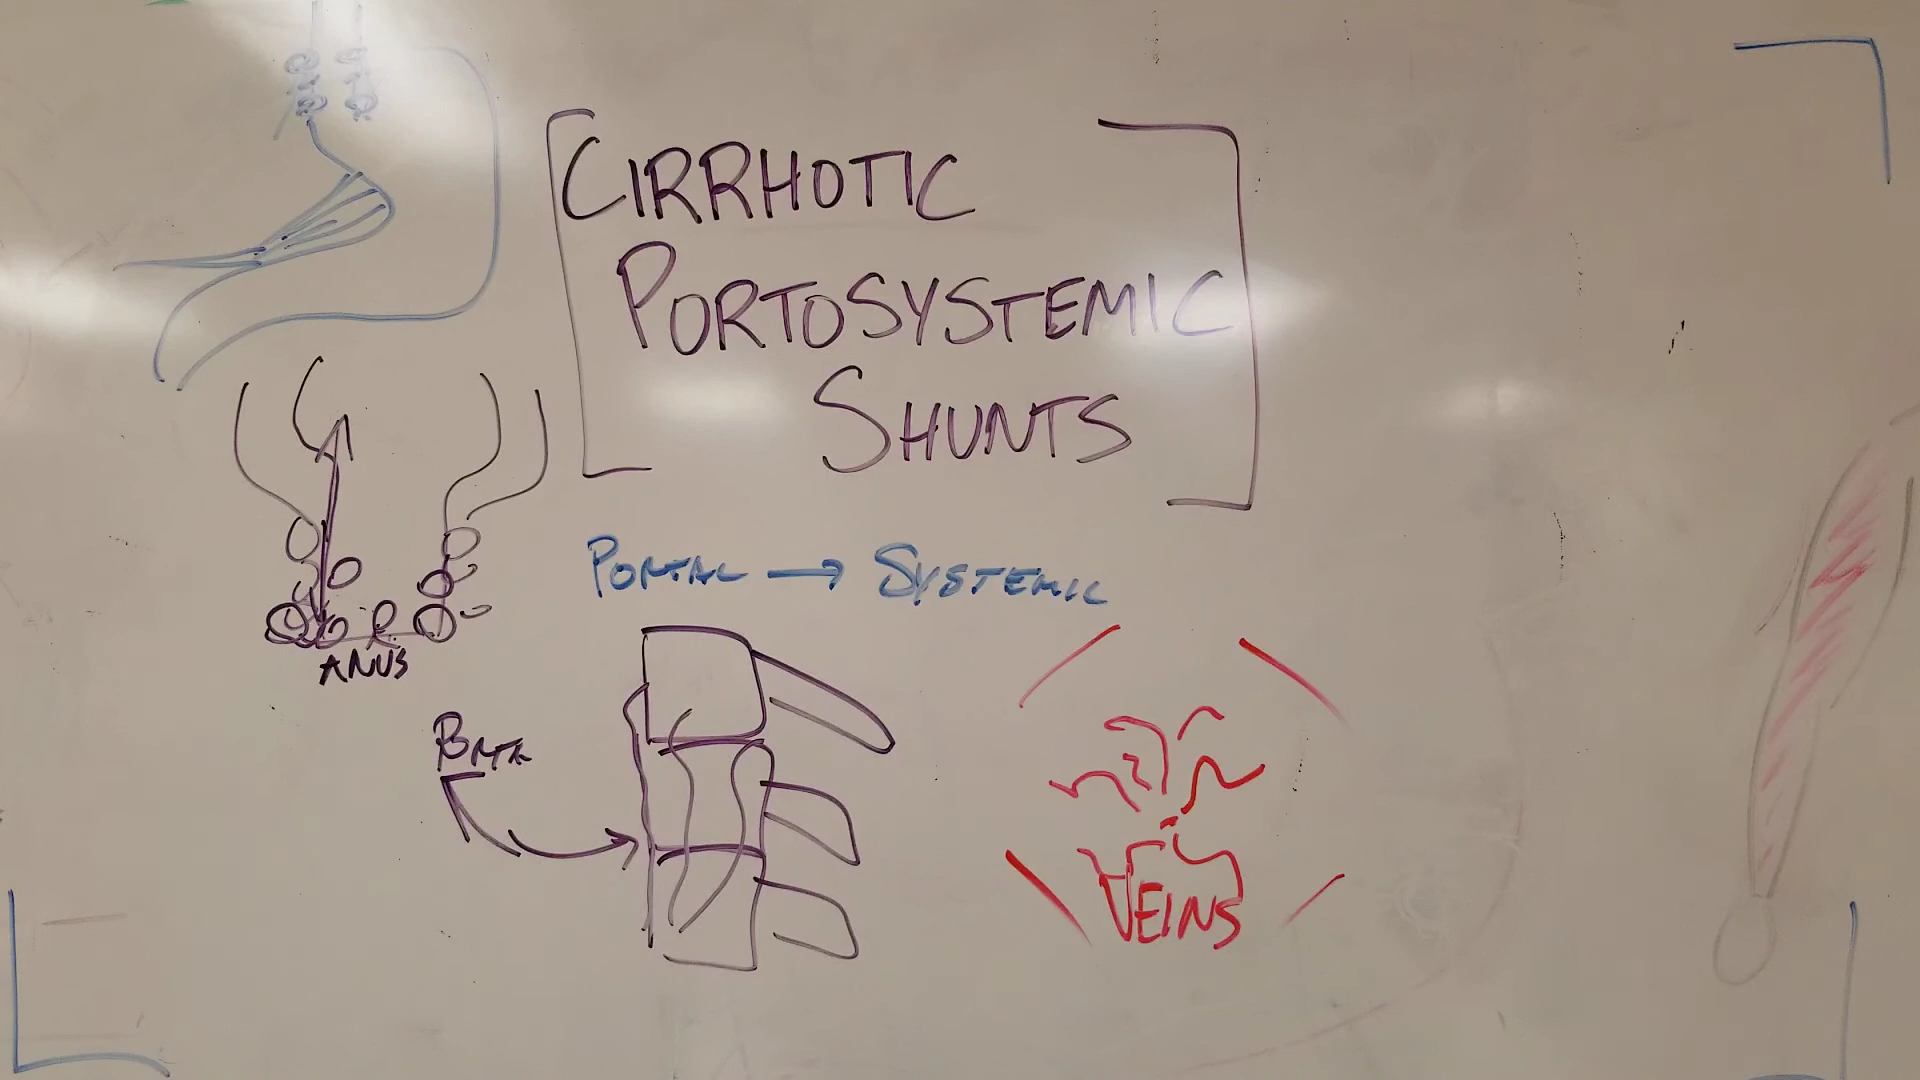 CIRRHOTIC
PORTOSYSTEMIC
SHUNTS
PORTAL → SYSTEMIC
ANUS
VEINS